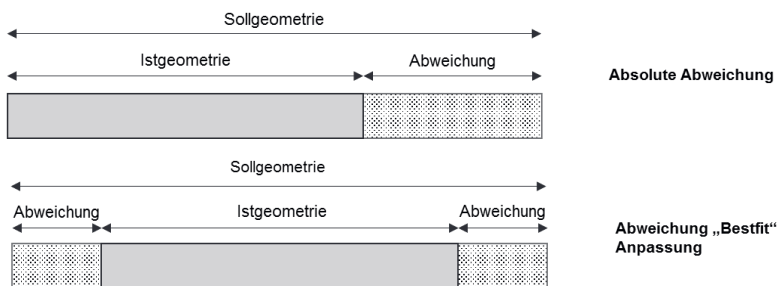 Sollgeometrie
Istgeometrie
Abweichung
Absolute Abweichung
Sollgeometrie
Abweichung
Istgeometrie
Abweichung
Abweichung „Bestfit“
Anpassung